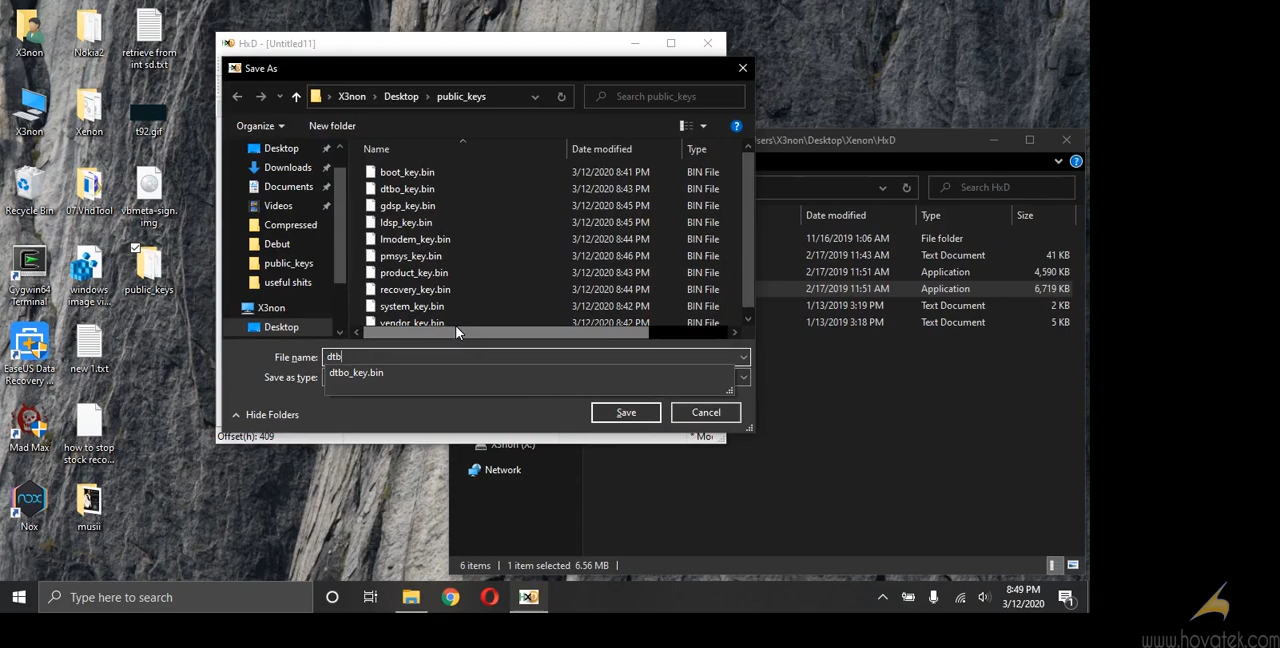 X3non
Nokia2
retrieve from
int sd.txt
X3non
Xenon
t92.gif
Recycle Bin
07.VhdTool
vbmeta-sign.
img
Cygwin64
Terminal
windows
image vi...
public_keys
EaseUS Data
Recovery ...
new 1.txt
Mad Max
how to stop
stock reco...
Nox
musii
HxD - [Untitled11]
Save As
X3non
Desktop
public_keys
Search public_keys
Organize
New folder
Desktop
Downloads
Documents
Videos
Compressed
Debut
public_keys
useful shits
X3non
Desktop
Name Date modified Type
boot_key.bin 3/12/2020 8:41 PM BIN File
dtbo_key.bin 3/12/2020 8:43 PM BIN File
gdsp_key.bin 3/12/2020 8:45 PM BIN File
ldsp_key.bin 3/12/2020 8:45 PM BIN File
lmodem_key.bin 3/12/2020 8:44 PM BIN File
pmsys_key.bin 3/12/2020 8:46 PM BIN File
product_key.bin 3/12/2020 8:43 PM BIN File
recovery_key.bin 3/12/2020 8:44 PM BIN File
system_key.bin 3/12/2020 8:42 PM BIN File
vendor_key.bin 3/12/2020 8:42 PM BIN File
File name: dtb
dtbo_key.bin
Save as type:
Hide Folders
Save
Cancel
Offset(h): 409
sers\X3non\Desktop\Xenon\HxD
Search HxD
Date modified Type Size
11/16/2019 1:06 AM File folder
2/17/2019 11:43 AM Text Document 41 KB
2/17/2019 11:51 AM Application 4,590 KB
2/17/2019 11:51 AM Application 6,719 KB
1/13/2019 3:19 PM Text Document 2 KB
1/13/2019 3:18 PM Text Document 5 KB
Network
6 items
1 item selected 6.56 MB
Type here to search
8:49 PM
3/12/2020
1
www.hovatek.com